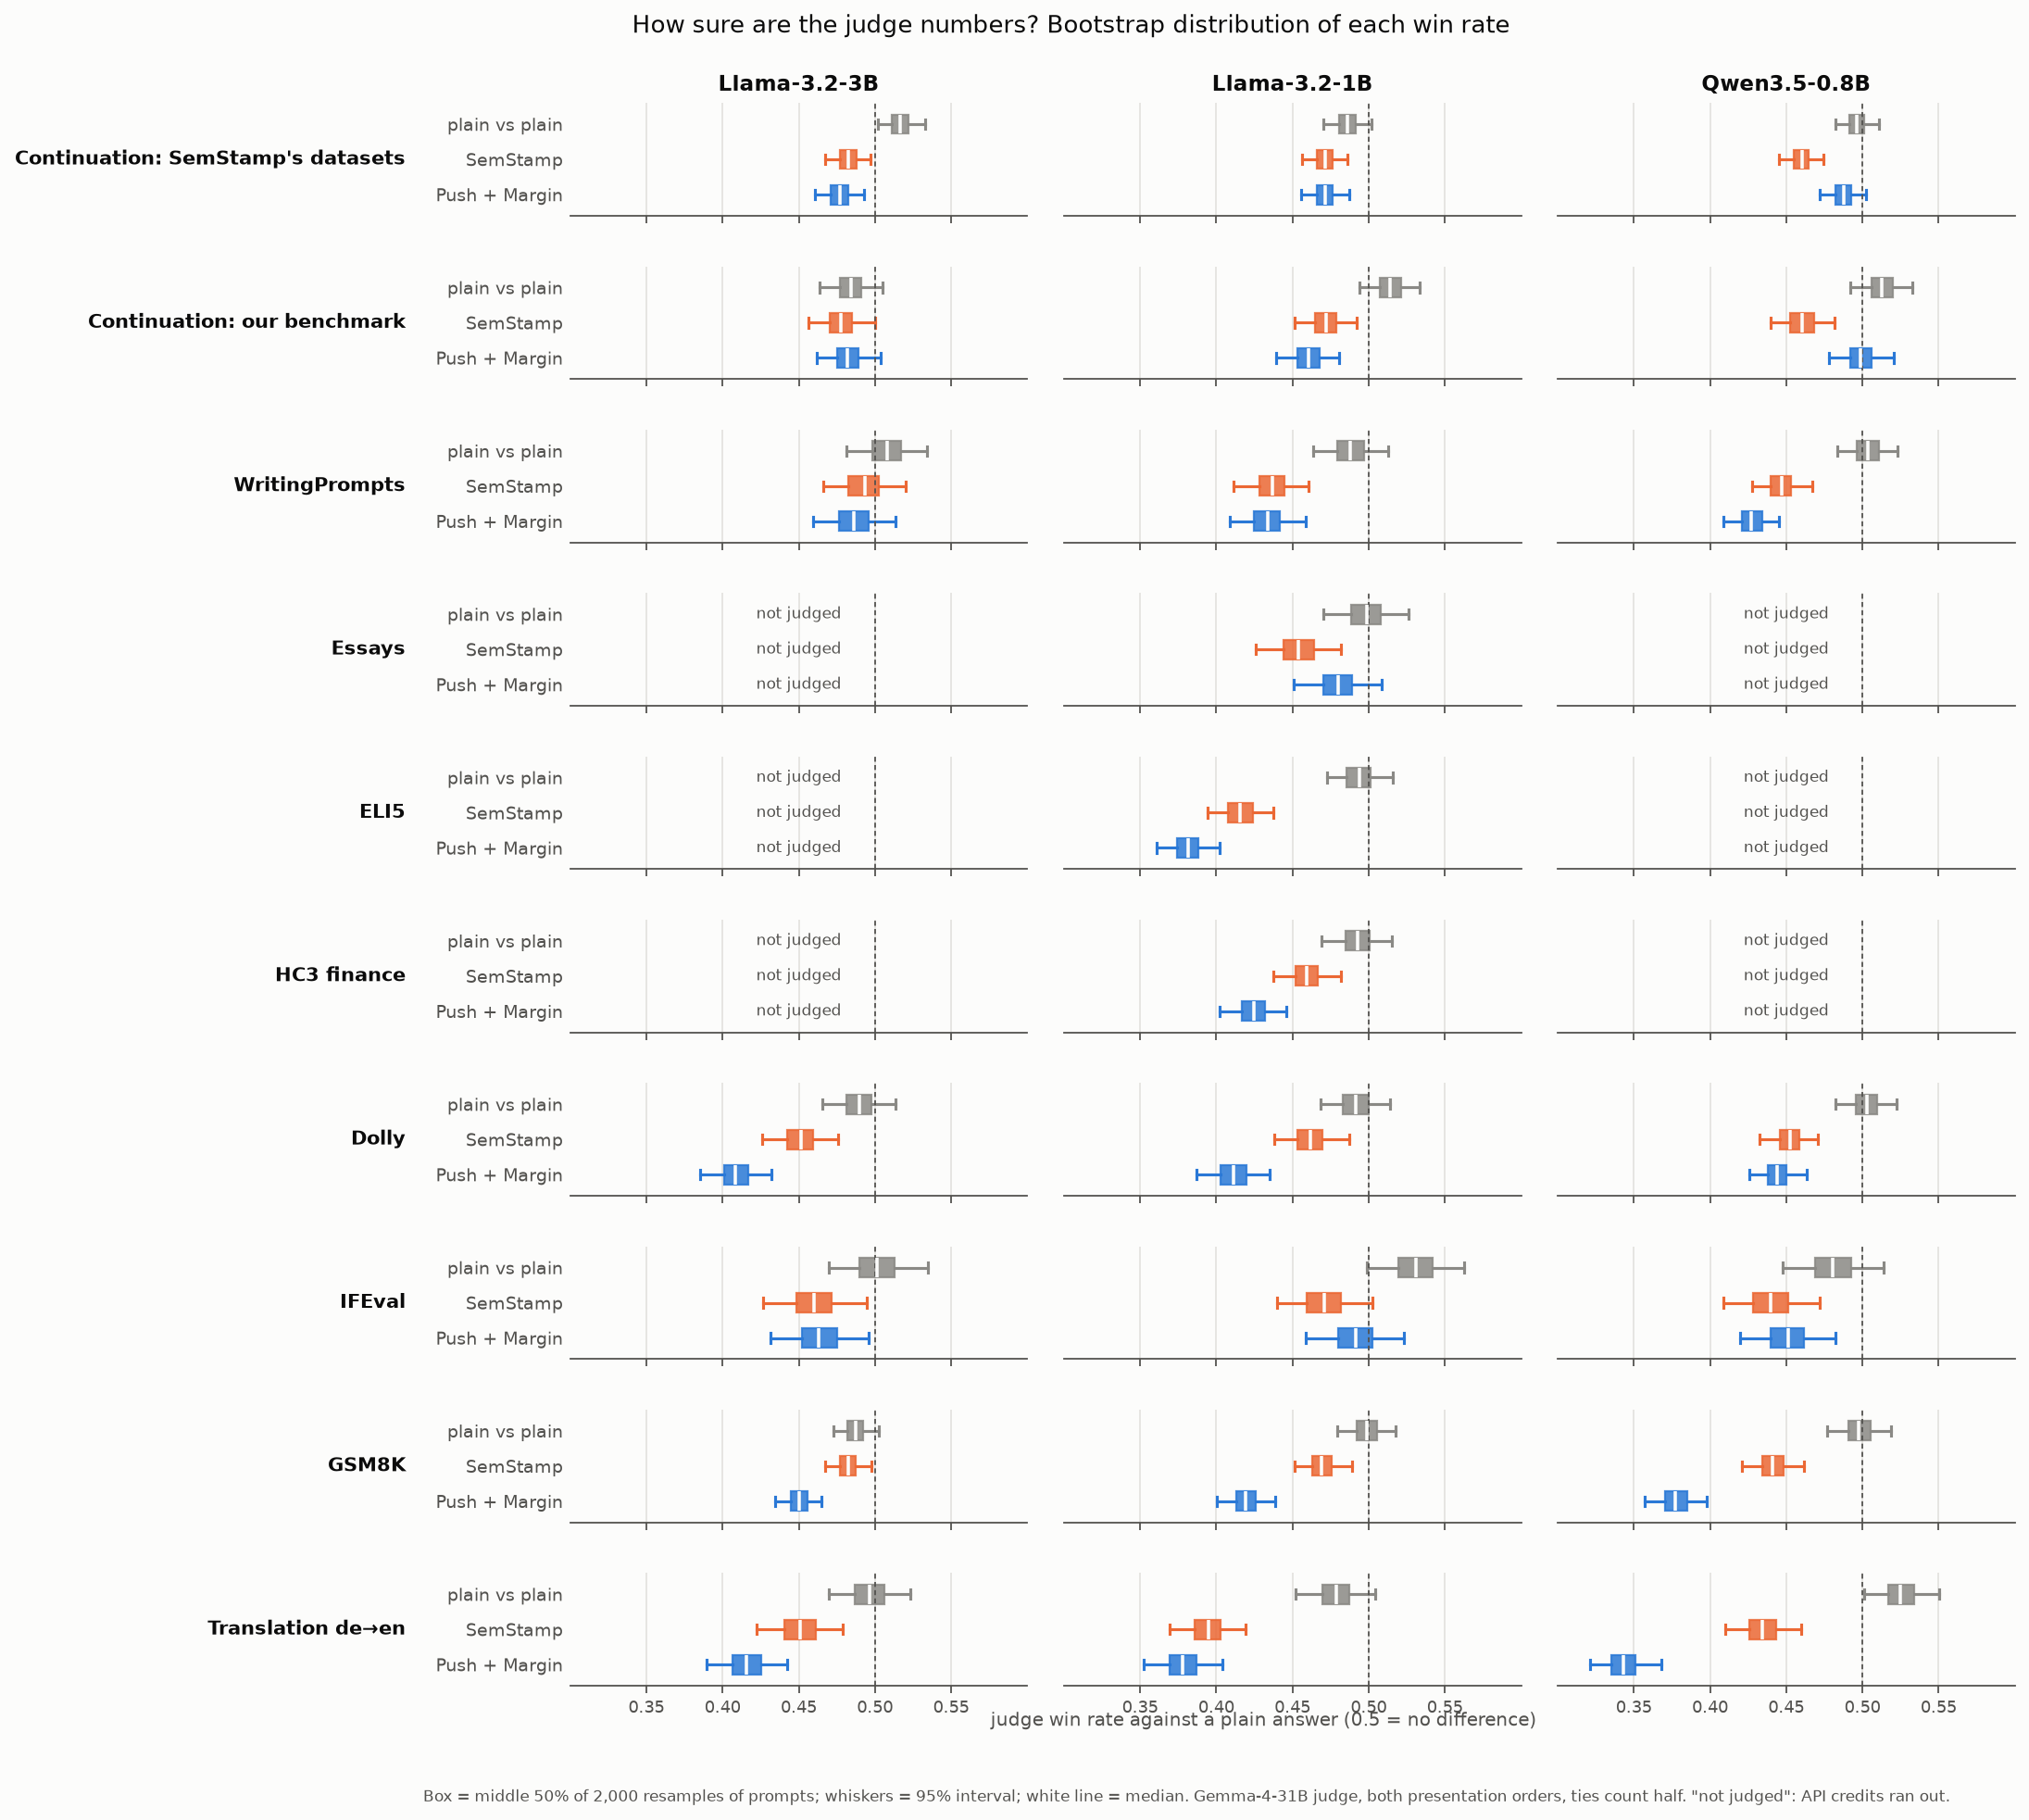 How sure are the judge numbers? Bootstrap distribution of each win rate
Llama-3.2-3B Llama-3.2-1B Qwen3.5-0.8B
Continuation: SemStamp's datasets
plain vs plain
SemStamp
Push + Margin
Continuation: our benchmark
plain vs plain
SemStamp
Push + Margin
WritingPrompts
plain vs plain
SemStamp
Push + Margin
Essays
plain vs plain not judged not judged
SemStamp not judged not judged
Push + Margin not judged not judged
ELI5
plain vs plain not judged not judged
SemStamp not judged not judged
Push + Margin not judged not judged
HC3 finance
plain vs plain not judged not judged
SemStamp not judged not judged
Push + Margin not judged not judged
Dolly
plain vs plain
SemStamp
Push + Margin
IFEval
plain vs plain
SemStamp
Push + Margin
GSM8K
plain vs plain
SemStamp
Push + Margin
Translation de→en
plain vs plain
SemStamp
Push + Margin
0.35 0.40 0.45 0.50 0.55 0.35 0.40 0.45 0.50 0.55 0.35 0.40 0.45 0.50 0.55
judge win rate against a plain answer (0.5 = no difference)
Box = middle 50% of 2,000 resamples of prompts; whiskers = 95% interval; white line = median. Gemma-4-31B judge, both presentation orders, ties count half. "not judged": API credits ran out.